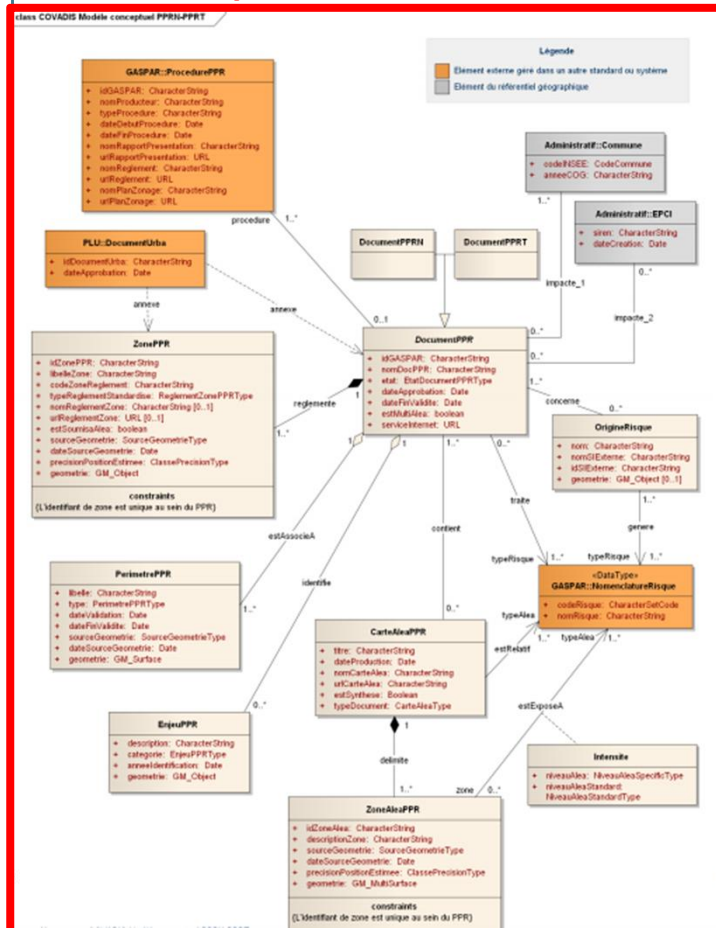 class COVADIS Modèle conceptuel PPRN-PPRT
Légende
Elément externe géré dans un autre standard ou système
Elément du référentiel géographique
GASPAR::ProcedurePPR
+ idGASPAR: CharacterString
+ nomProducteur: CharacterString
+ typeProcedure: CharacterString
+ dateDebutProcedure: Date
+ dateFinProcedure: Date
+ nomRapportPresentation: CharacterString
+ urlRapportPresentation: URL
+ nomReglement: CharacterString
+ urlReglement: URL
+ nomPlanZonage: CharacterString
+ urlPlanZonage: URL
procedure
1..*
Administratif::Commune
+ codeINSEE: CodeCommune
+ anneeCOG: CharacterString
1..*
Administratif::EPCI
+ siren: CharacterString
+ dateCreation: Date
0..*
PLU::DocumentUrba
+ idDocumentUrba: CharacterString
+ dateApprobation: Date
DocumentPPRN
DocumentPPRT
impacte_1
impacte_2
annexe
annexe
0..1
0..*
0..*
ZonePPR
+ idZonePPR: CharacterString
+ libelleZone: CharacterString
+ codeZoneReglement: CharacterString
+ typeReglementStandardise: ReglementZonePPRType
+ nomReglementZone: CharacterString [0..1]
+ urlReglementZone: URL [0..1]
+ estSoumisaAlea: boolean
+ sourceGeometrie: SourceGeometrieType
+ dateSourceGeometrie: Date
+ precisionPositionEstimee: ClassePrecisionType
+ geometrie: GM_Object
constraints
{L'identifiant de zone est unique au sein du PPR}
reglemente
1
1..*
DocumentPPR
+ idGASPAR: CharacterString
+ nomDocPPR: CharacterString
+ etat: EtatDocumentPPRType
+ dateApprobation: Date
+ dateFinValidite: Date
+ estMultiAlea: boolean
+ serviceInternet: URL
1..*
concerne
0..*
OrigineRisque
+ nom: CharacterString
+ nomSIExterne: CharacterString
+ idSIExterne: CharacterString
+ geometrie: GM_Object [0..1]
1
1
1..*
0..*
1..*
traite
genere
contient
estAssocieA
identifie
typeRisque
1..*
typeRisque
1..*
PerimetrePPR
+ libelle: CharacterString
+ type: PerimetrePPRType
+ dateValidation: Date
+ dateFinValidite: Date
+ sourceGeometrie: SourceGeometrieType
+ dateSourceGeometrie: Date
+ geometrie: GM_Surface
1..*
«DataType»
GASPAR::NomenclatureRisque
+ codeRisque: CharacterSetCode
+ nomRisque: CharacterString
0..*
typeAlea
1..*
typeAlea
1..*
estRelatif
CarteAleaPPR
+ titre: CharacterString
+ dateProduction: Date
+ nomCarteAlea: CharacterString
+ urlCarteAlea: CharacterString
+ estSynthese: Boolean
+ typeDocument: CarteAleaType
0..*
EnjeuPPR
+ description: CharacterString
+ categorie: EnjeuPPRType
+ anneeIdentification: Date
+ geometrie: GM_Object
1
estExposeA
delimite
Intensite
+ niveauAlea: NiveauAleaSpecificType
+ niveauAleaStandard:
NiveauAleaStandardType
1..*
zone
0..*
ZoneAleaPPR
+ idZoneAlea: CharacterString
+ descriptionZone: CharacterString
+ sourceGeometrie: SourceGeometrieType
+ dateSourceGeometrie: Date
+ precisionPositionEstimee: ClassePrecisionType
+ geometrie: GM_MultiSurface
constraints
{L'identifiant de zone est unique au sein du PPR}